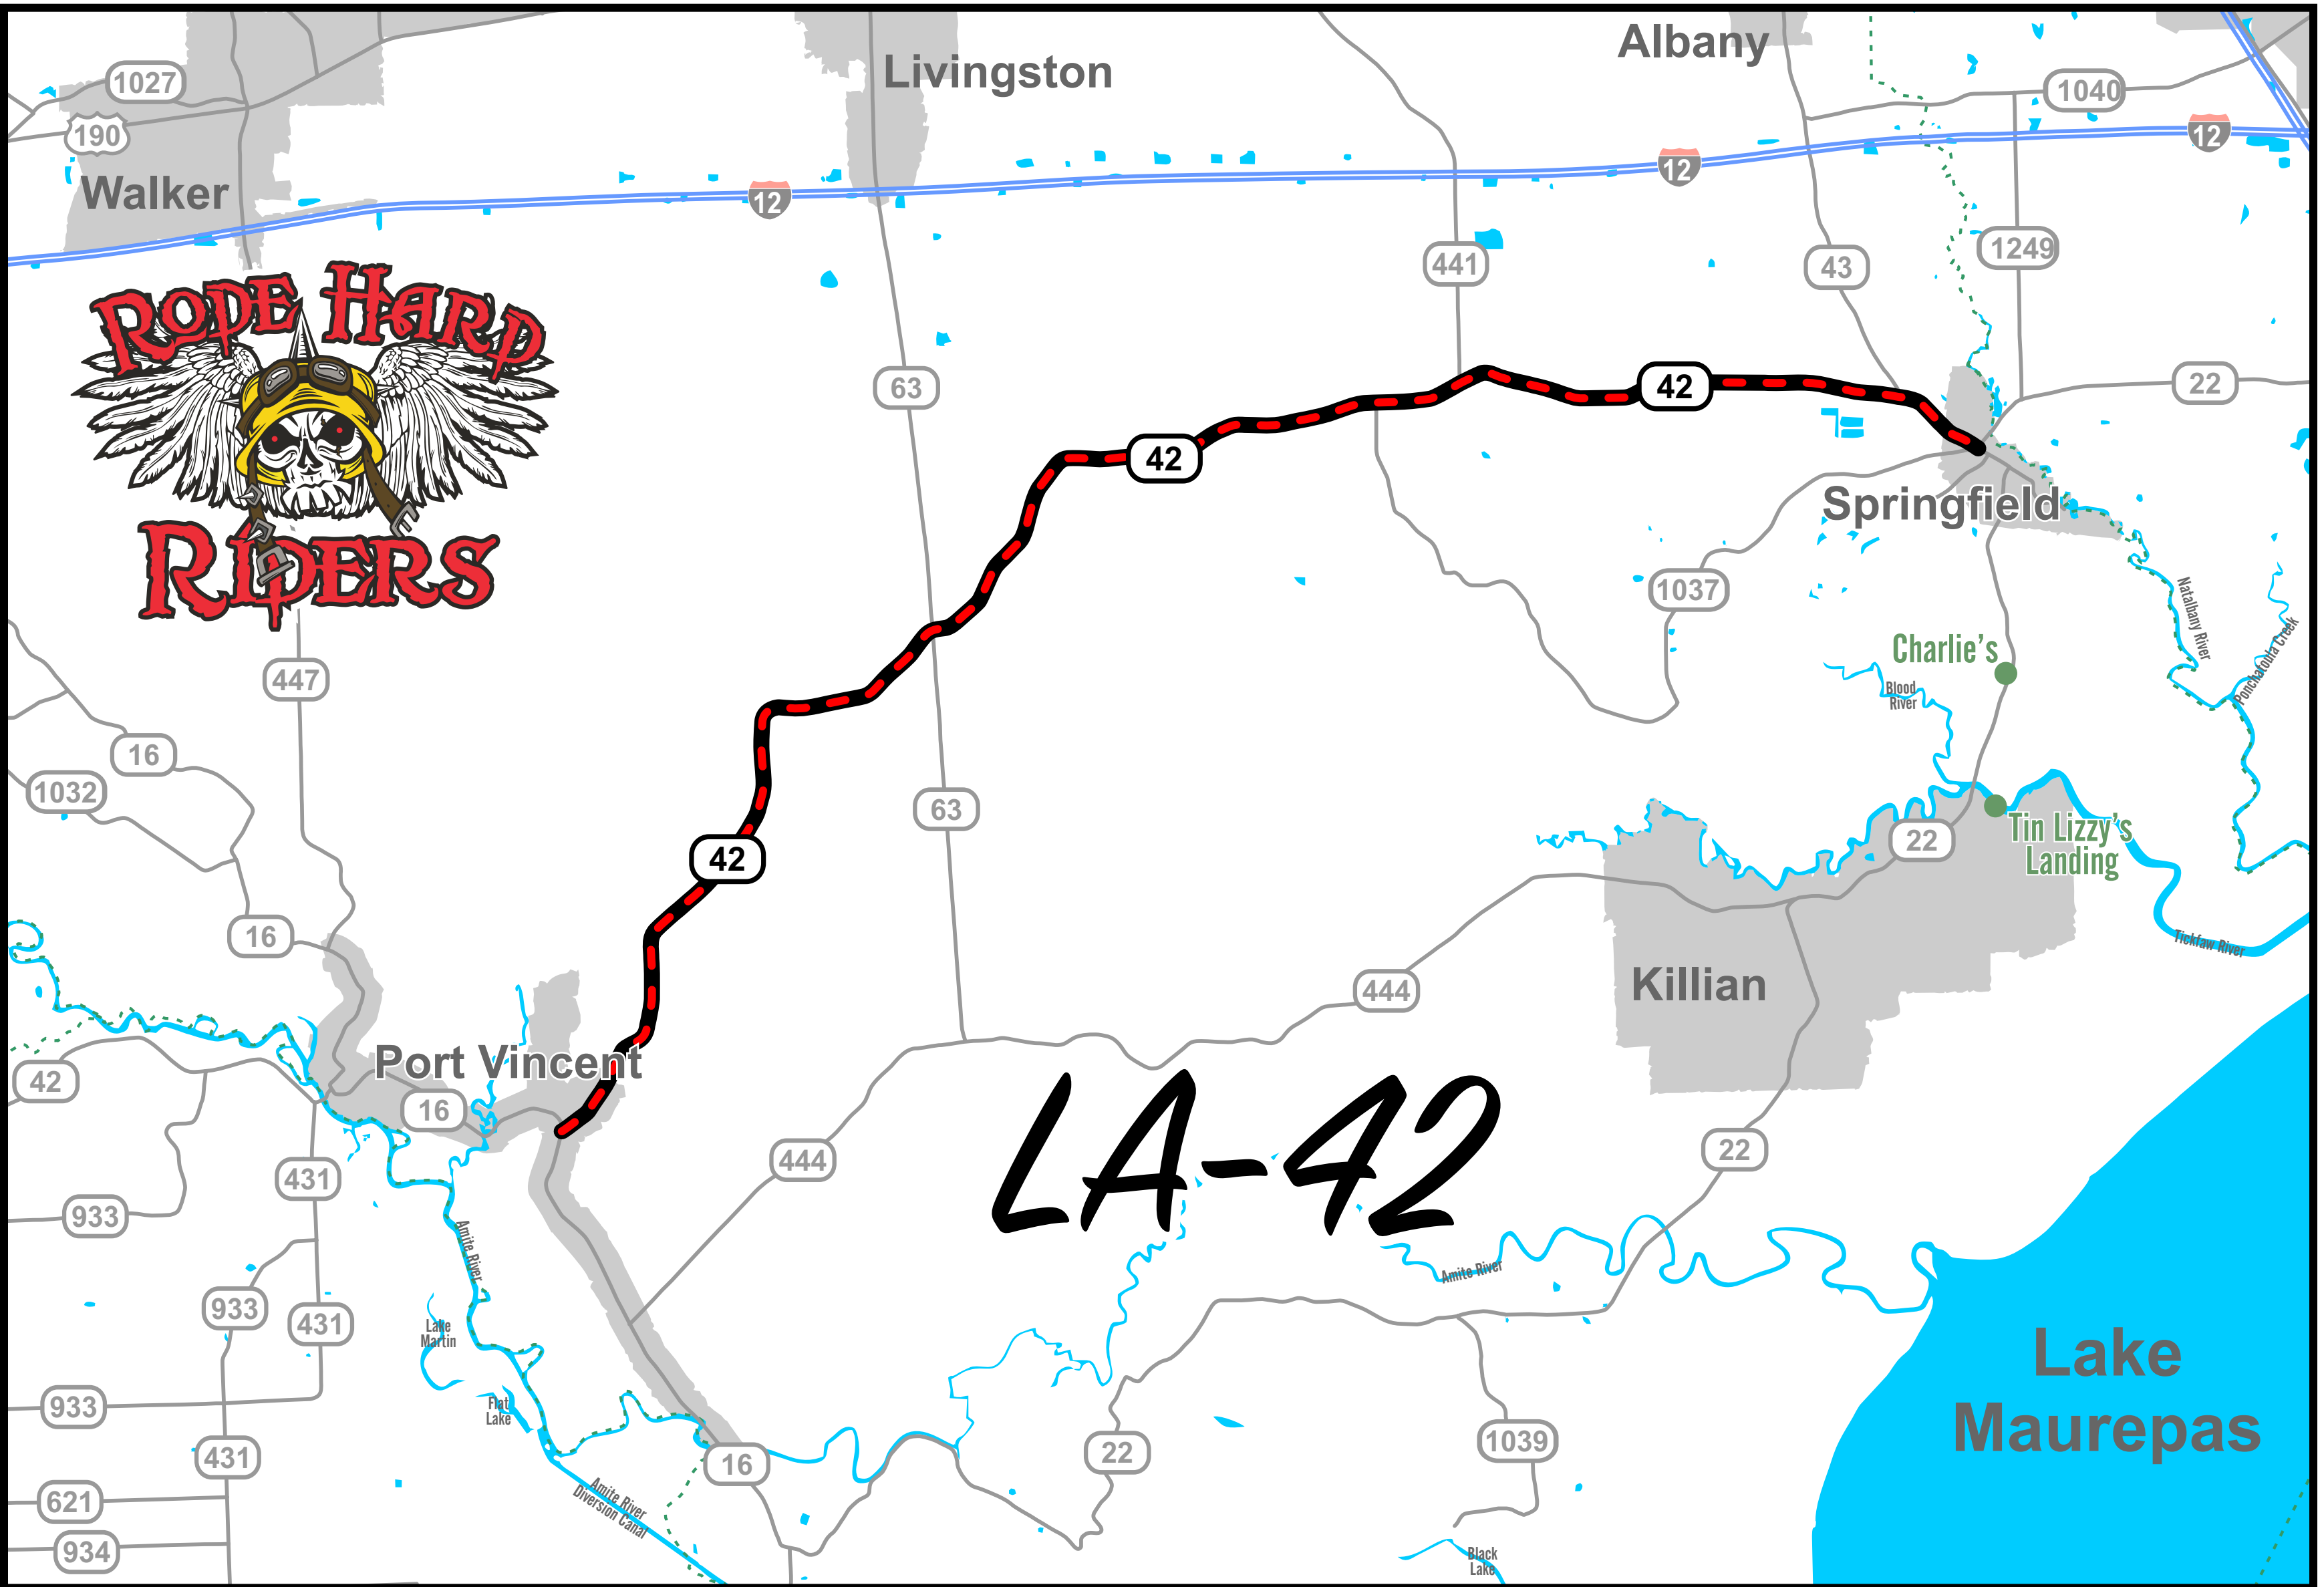 Albany
Livingston
1027
1040
190
12
12
Walker
12
1249
441
43
RODE HARD
RIDERS
63
42
22
42
Springfield
1037
Natalbany River
Ponchatoula Creek
Charlie's
447
Blood
River
16
1032
63
22
Tin Lizzy's
Landing
42
16
Tickfaw River
444
Killian
Port Vincent
42
16
LA-42
444
22
431
933
Amite River
Amite River
933
431
Lake
Martin
Lake
Maurepas
933
Flat
Lake
431
16
22
1039
621
Amite River
Diversion Canal
934
Black
Lake